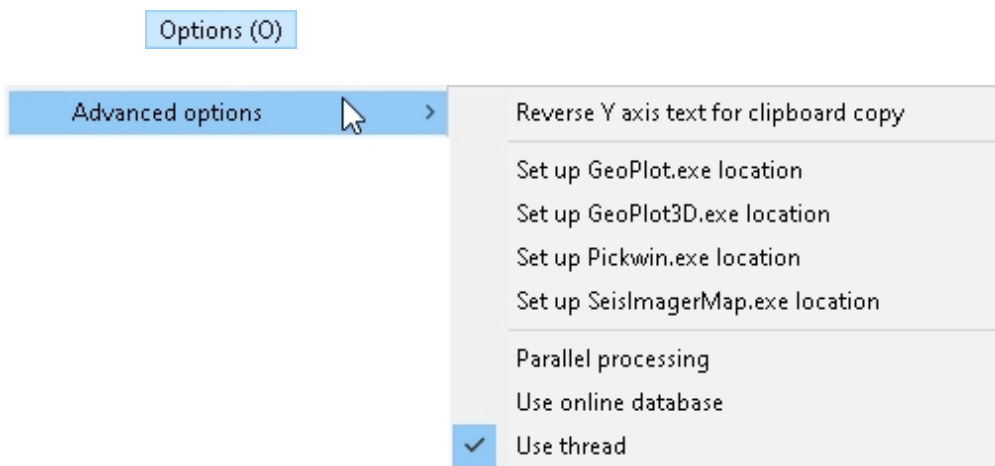 Options (O)
Advanced options
Reverse Y axis text for clipboard copy
Set up GeoPlot.exe location
Set up GeoPlot3D.exe location
Set up Pickwin.exe location
Set up SeisImagerMap.exe location
Parallel processing
Use online database
Use thread